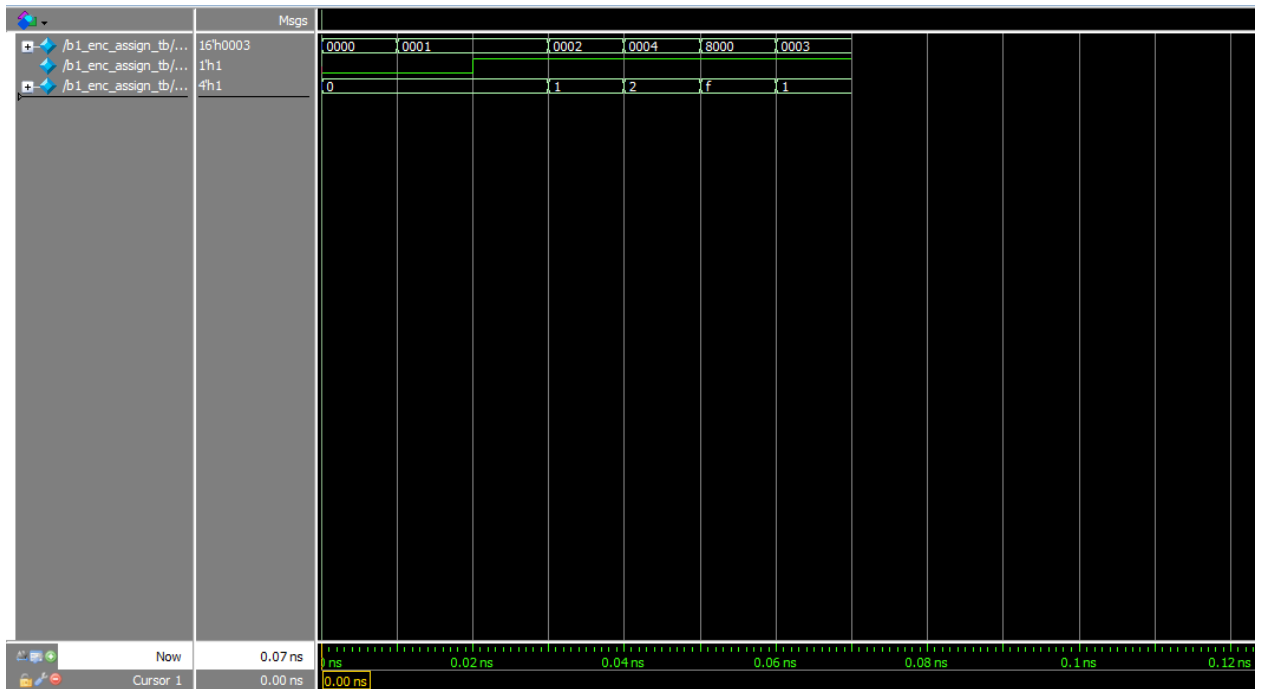 Msgs
/b1_enc_assign_tb/... 16'h0003 0000 0001 0002 0004 8000 0003
/b1_enc_assign_tb/... 1'h1
/b1_enc_assign_tb/... 4'h1 0 1 2 f 1
Now 0.07 ns ns 0.02 ns 0.04 ns 0.06 ns 0.08 ns 0.1 ns 0.12 ns
Cursor 1 0.00 ns 0.00 ns